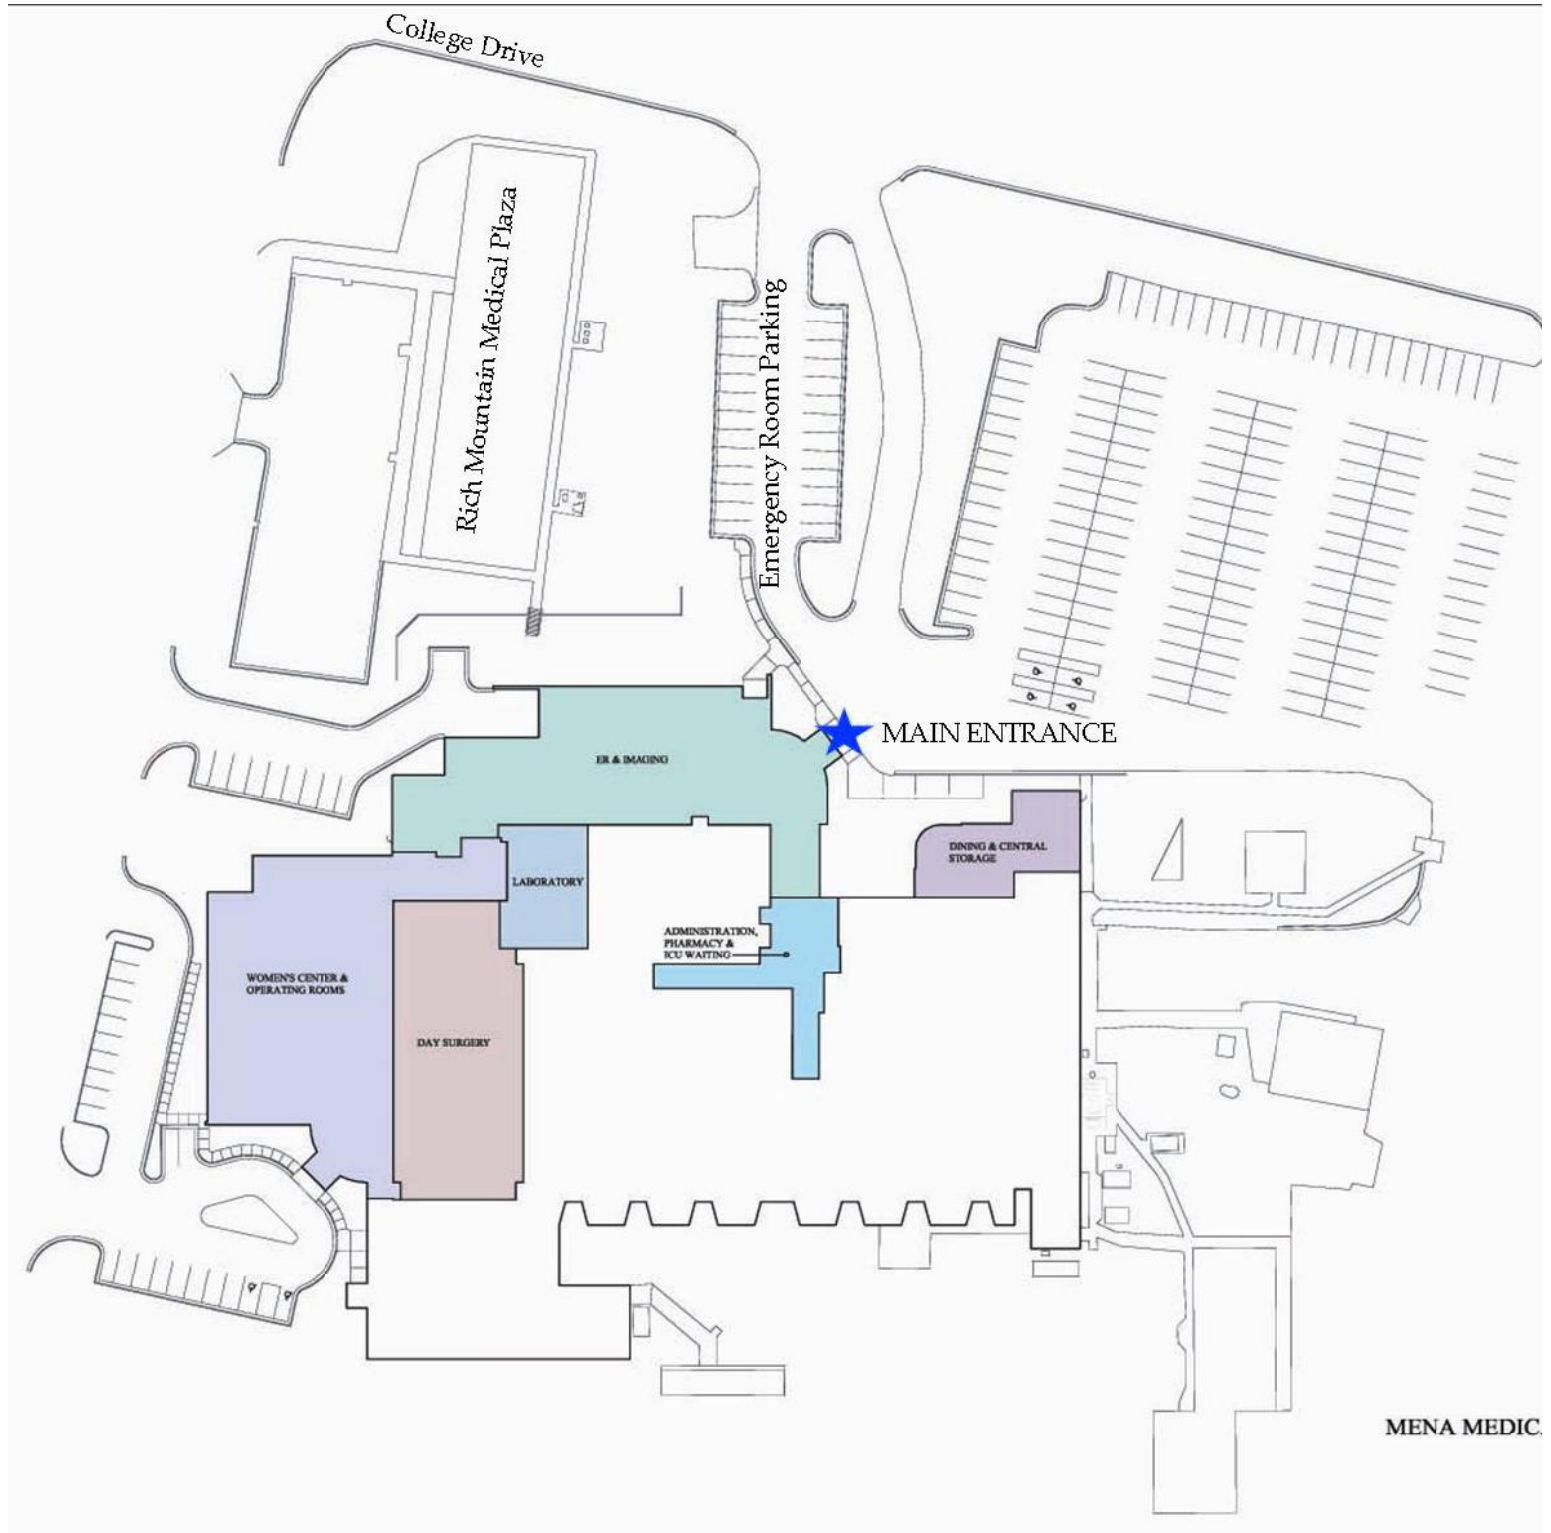 College Drive
Rich Mountain Medical Plaza
Emergency Room Parking
MAIN ENTRANCE
ER & IMAGING
DINING & CENTRAL
STORAGE
LABORATORY
ADMINISTRATION,
PHARMACY &
ICU WAITING
WOMEN'S CENTER &
OPERATING ROOMS
DAY SURGERY
MENA MEDIC